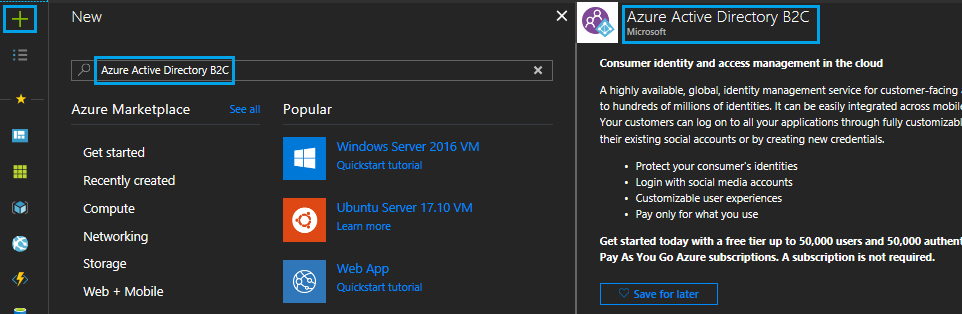 New
Azure Active Directory B2C
Azure Marketplace
See all
Get started
Recently created
Compute
Networking
Storage
Web + Mobile
Popular
Windows Server 2016 VM
Quickstart tutorial
Ubuntu Server 17.10 VM
Learn more
Web App
Quickstart tutorial
Azure Active Directory B2C
Microsoft
Consumer identity and access management in the cloud
A highly available, global, identity management service for customer-facing a
to hundreds of millions of identities. It can be easily integrated across mobile
Your customers can log on to all your applications through fully customizabl
their existing social accounts or by creating new credentials.
• Protect your consumer's identities
• Login with social media accounts
• Customizable user experiences
• Pay only for what you use
Get started today with a free tier up to 50,000 users and 50,000 authent
Pay As You Go Azure subscriptions. A subscription is not required.
Save for later